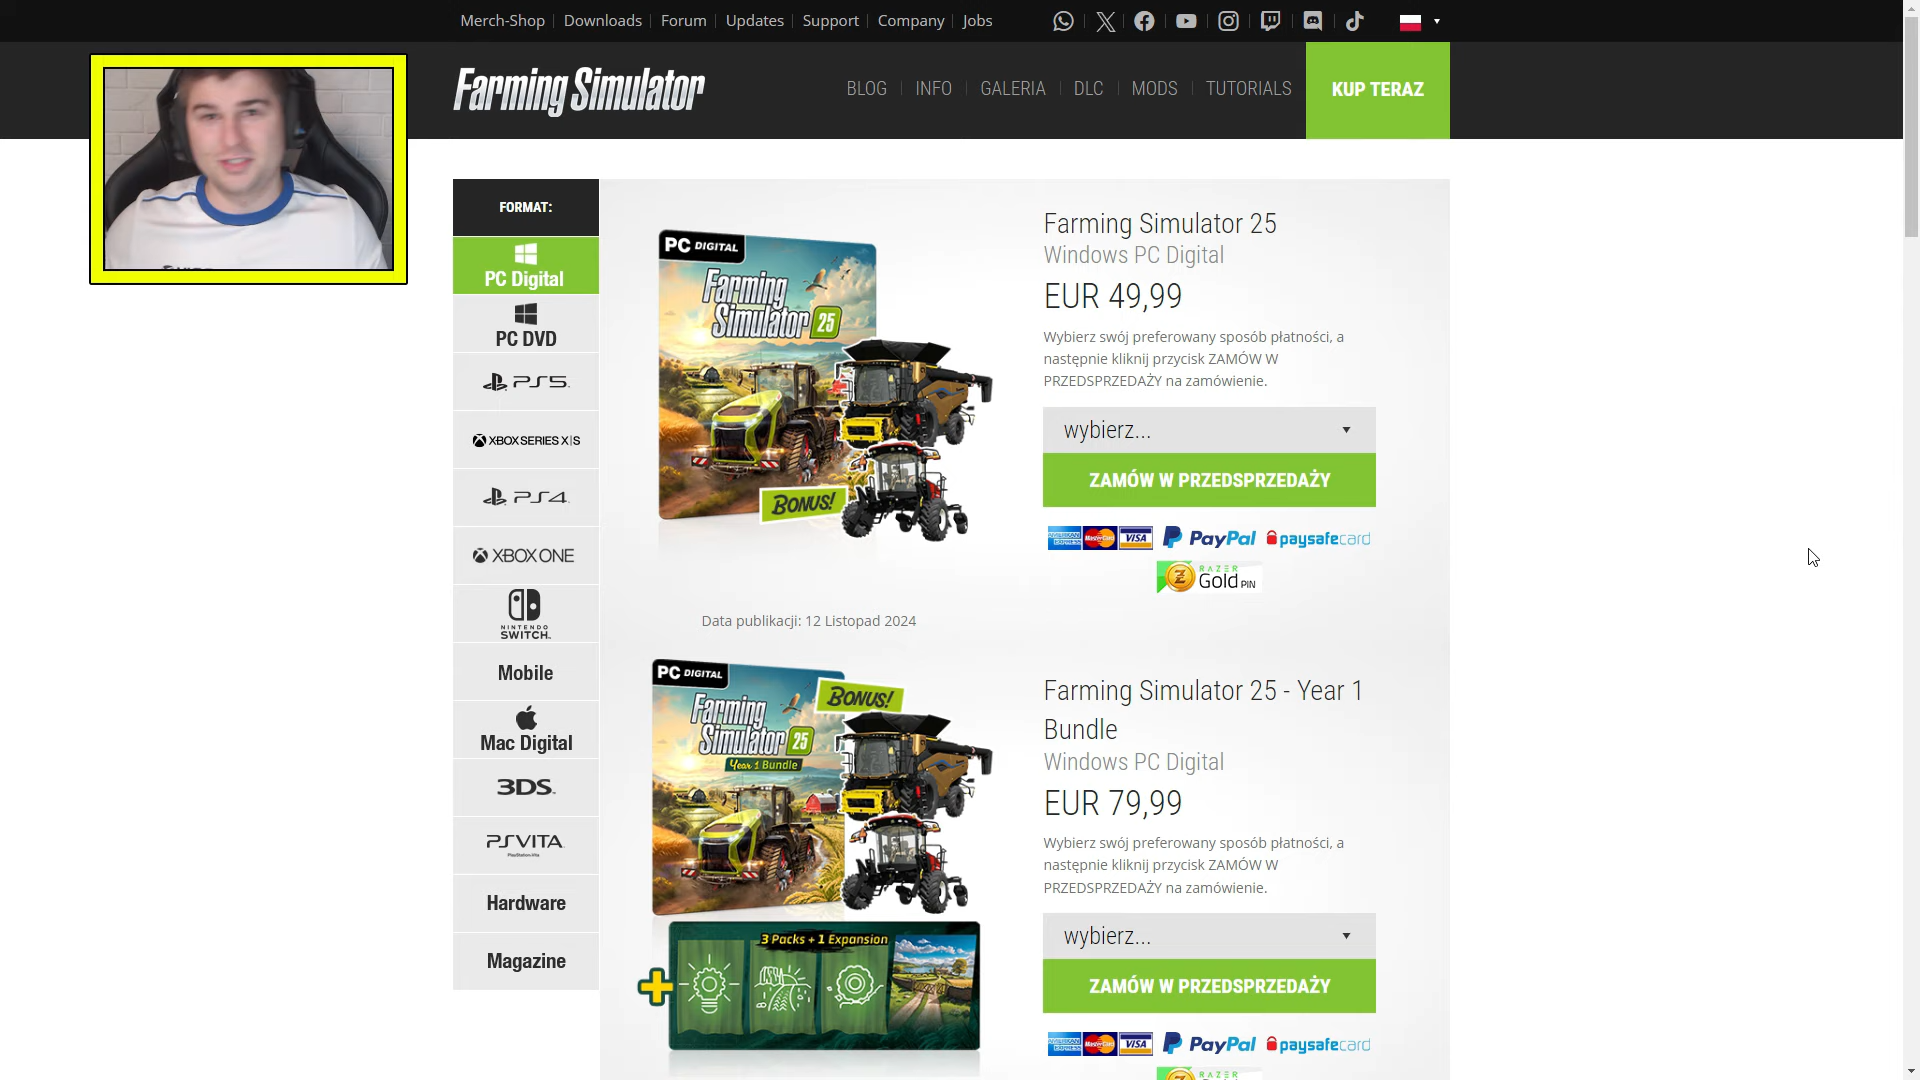 Merch-Shop Downloads Forum Updates Support Company Jobs
Farming Simulator
BLOG INFO GALERIA DLC MODS TUTORIALS KUP TERAZ
FORMAT:
PC Digital
PC DVD
PS5
XBOX SERIES X|S
PS4
XBOX ONE
NINTENDO
SWITCH
Mobile
Mac Digital
3DS
PSVITA
PlayStation Vita
Hardware
Magazine
PC DIGITAL
Farming
Simulator 25
BONUS!
Farming Simulator 25
Windows PC Digital
EUR 49,99
Wybierz swój preferowany sposób płatności, a
następnie kliknij przycisk ZAMÓW W
PRZEDSPRZEDAŻY na zamówienie.
wybierz...
ZAMÓW W PRZEDSPRZEDAŻY
AMERICAN EXPRESS MasterCard VISA PayPal paysafecard
RAZER
Gold PIN
Data publikacji: 12 Listopad 2024
PC DIGITAL
BONUS!
Farming
Simulator 25
Year 1 Bundle
3 Packs + 1 Expansion
Farming Simulator 25 - Year 1
Bundle
Windows PC Digital
EUR 79,99
Wybierz swój preferowany sposób płatności, a
następnie kliknij przycisk ZAMÓW W
PRZEDSPRZEDAŻY na zamówienie.
wybierz...
ZAMÓW W PRZEDSPRZEDAŻY
AMERICAN EXPRESS MasterCard VISA PayPal paysafecard
RAZER